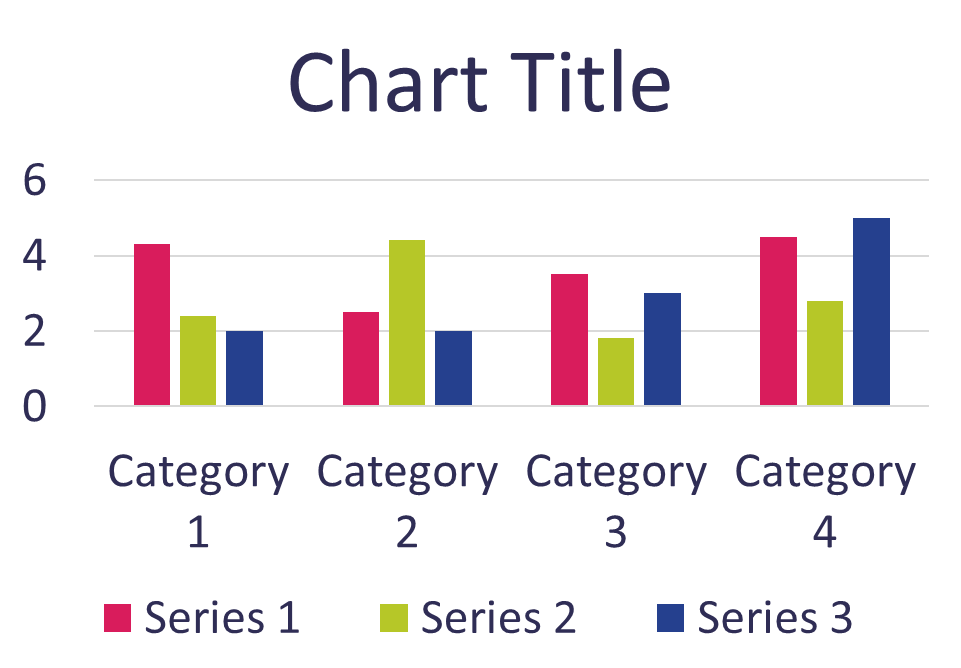 Chart Title
6
4
2
0
Category 1
Category 2
Category 3
Category 4
Series 1
Series 2
Series 3